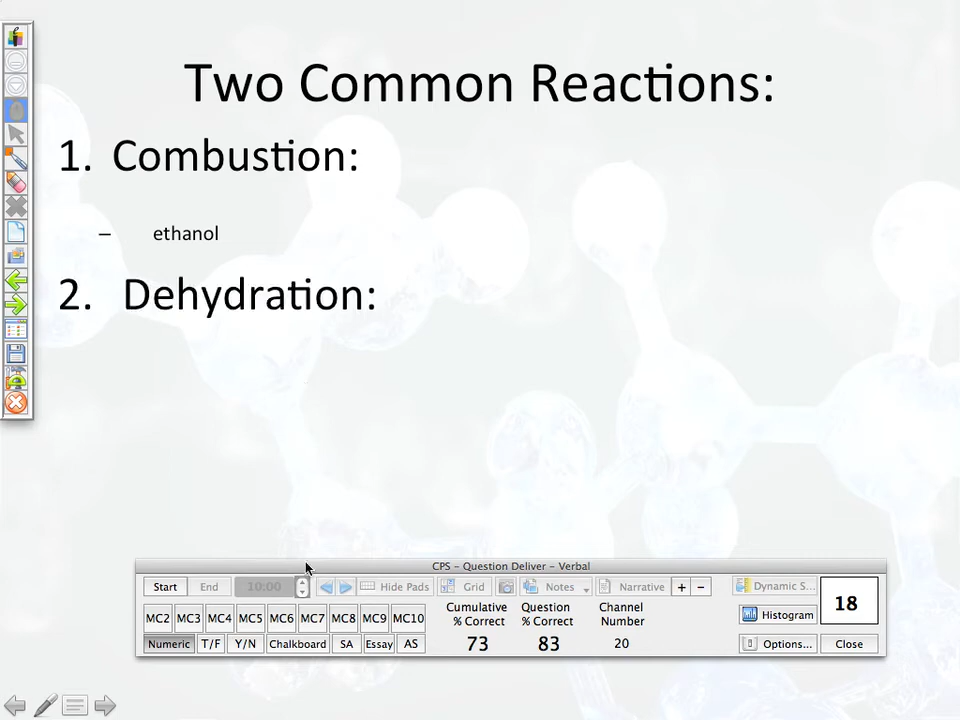 Two Common Reactions:
1. Combustion:
– ethanol
2. Dehydration:
CPS – Question Deliver – Verbal
Start End 10:00 Hide Pads Grid Notes Narrative + − Dynamic S...
MC2 MC3 MC4 MC5 MC6 MC7 MC8 MC9 MC10
Cumulative % Correct
73
Question % Correct
83
Channel Number
20
Histogram
18
Numeric T/F Y/N Chalkboard SA Essay AS
Options... Close